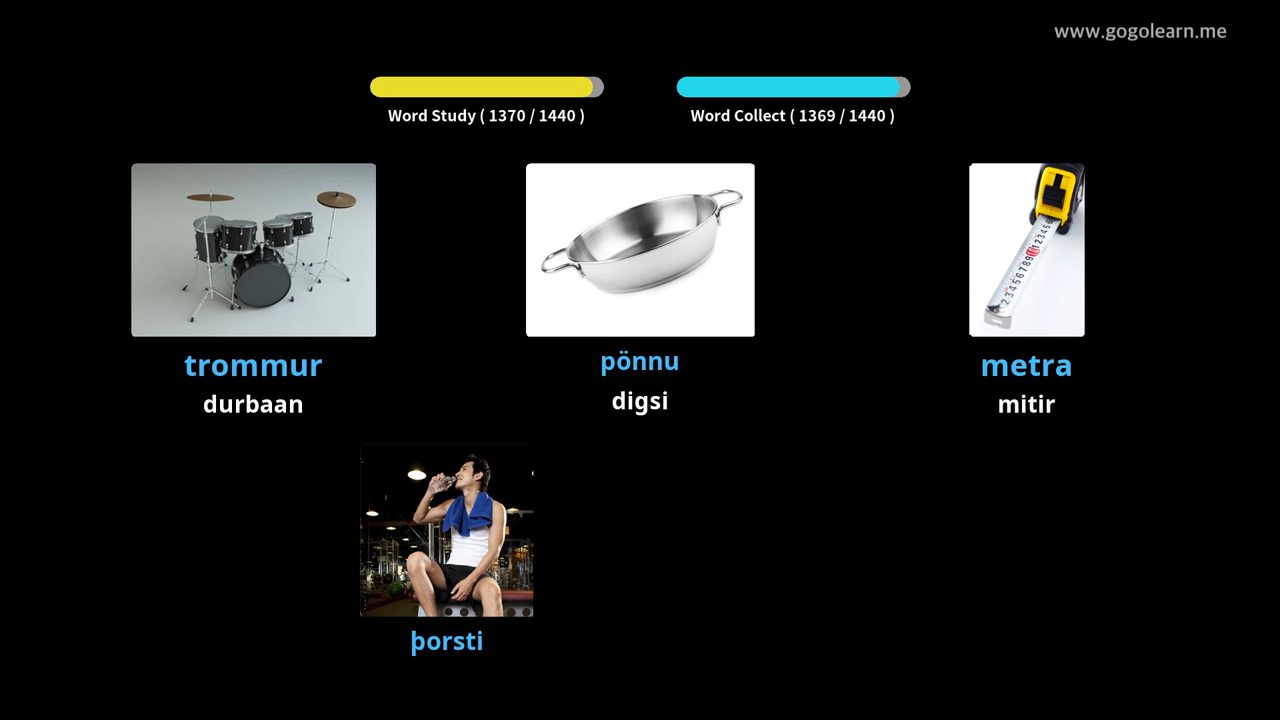 www.gogolearn.me
Word Study ( 1370 / 1440 )
Word Collect ( 1369 / 1440 )
trommur
durbaan
pönnu
digsi
metra
mitir
þorsti